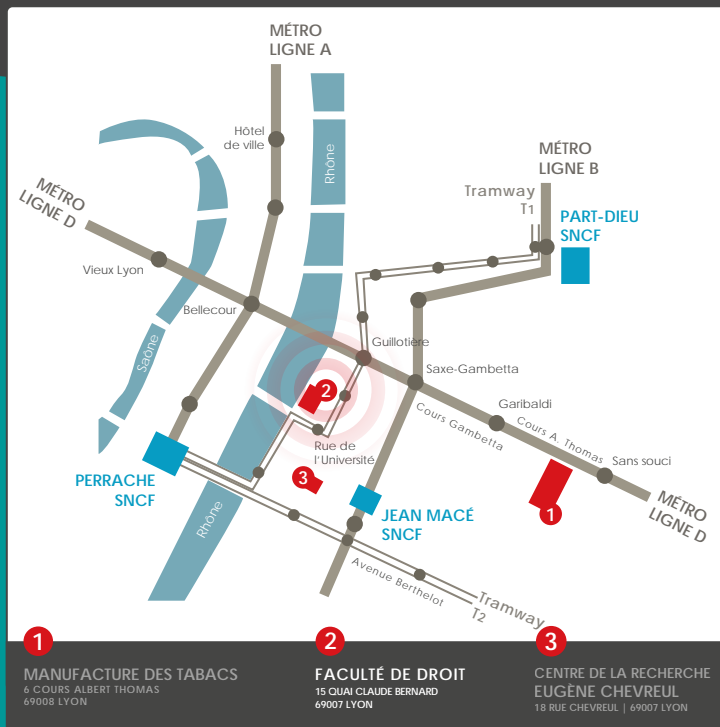 MÉTRO
LIGNE A
Hôtel
de ville
Rhône
MÉTRO
LIGNE B
Tramway
T1
PART-DIEU
SNCF
MÉTRO
LIGNE D
Vieux Lyon
Bellecour
Saône
Guillotière
Saxe-Gambetta
2
Garibaldi
Cours Gambetta
Cours A. Thomas
Sans souci
Rue de
l'Université
PERRACHE
SNCF
3
Rhône
JEAN MACÉ
SNCF
1
MÉTRO
LIGNE D
Avenue Berthelot
Tramway
T2
1
MANUFACTURE DES TABACS
6 COURS ALBERT THOMAS
69008 LYON
2
FACULTÉ DE DROIT
15 QUAI CLAUDE BERNARD
69007 LYON
3
CENTRE DE LA RECHERCHE
EUGÈNE CHEVREUL
18 RUE CHEVREUL | 69007 LYON